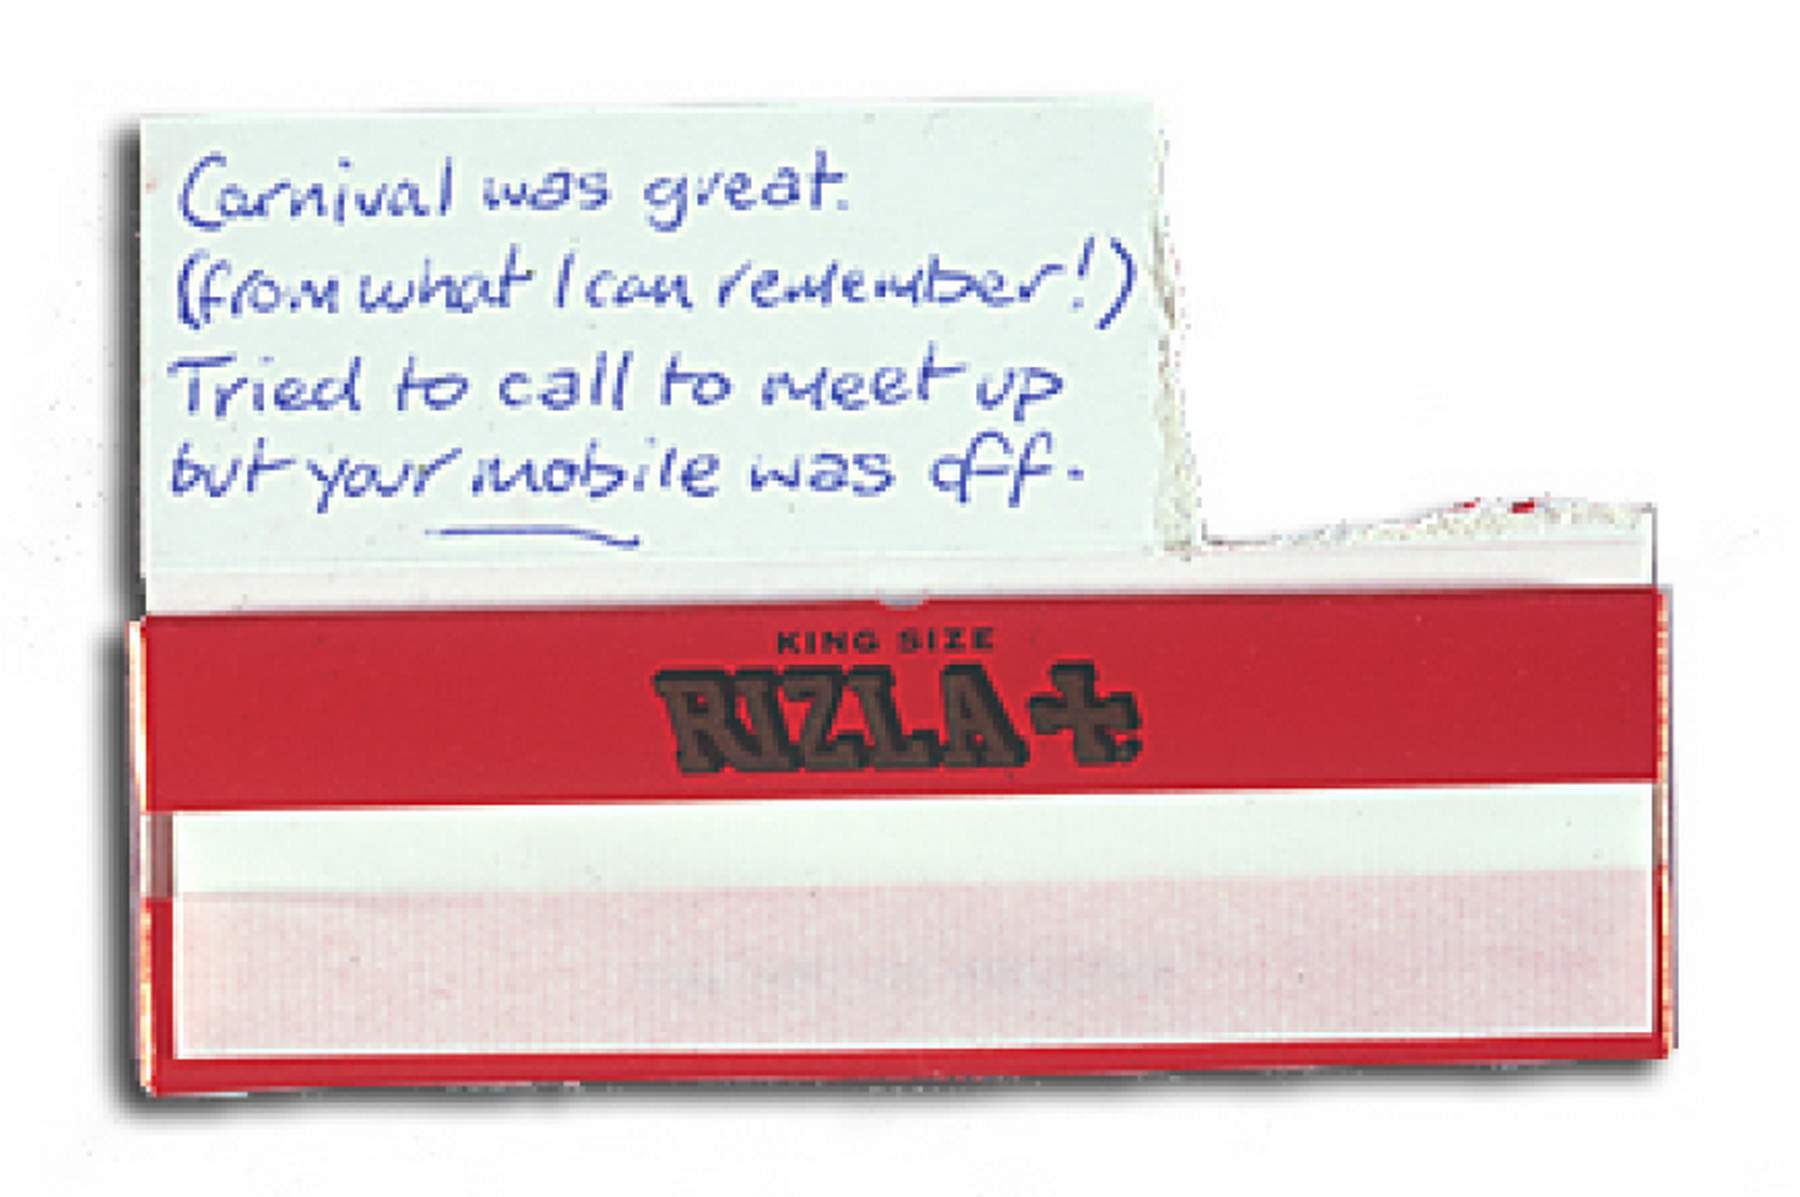 Carnival was great.
(from what I can remember!)
Tried to call to meet up
but your mobile was off.
KING SIZE
RIZLA+